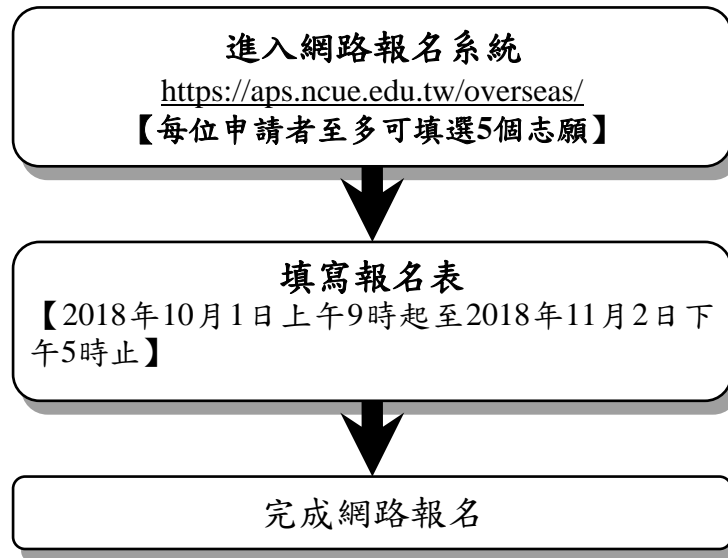 進入網路報名系統
https://aps.ncue.edu.tw/overseas/
【每位申請者至多可填選5個志願】
填寫報名表
【2018年10月1日上午9時起至2018年11月2日下
午5時止】
完成網路報名